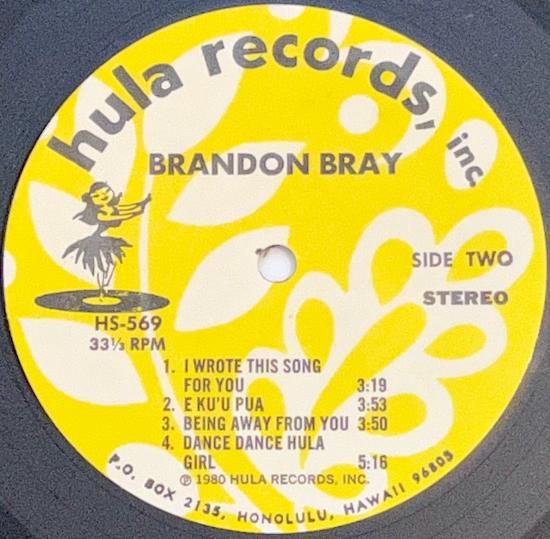 hula records, inc.
BRANDON BRAY
SIDE TWO
STEREO
HS-569
33⅓ RPM
1. I WROTE THIS SONG
FOR YOU 3:19
2. E KU'U PUA 3:53
3. BEING AWAY FROM YOU 3:50
4. DANCE DANCE HULA
GIRL 5:16
℗ 1980 HULA RECORDS, INC.
P.O. BOX 2135, HONOLULU, HAWAII 96805